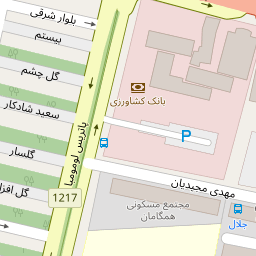 بلوار شرقی
بیستم
گل چشم
سعید شادکار
گلسار
گل افرا
پاتریس لومومبا
بانک کشاورزی
P
مهدی مجیدیان
1217
مجتمع مسکونی
همگامان
جلال